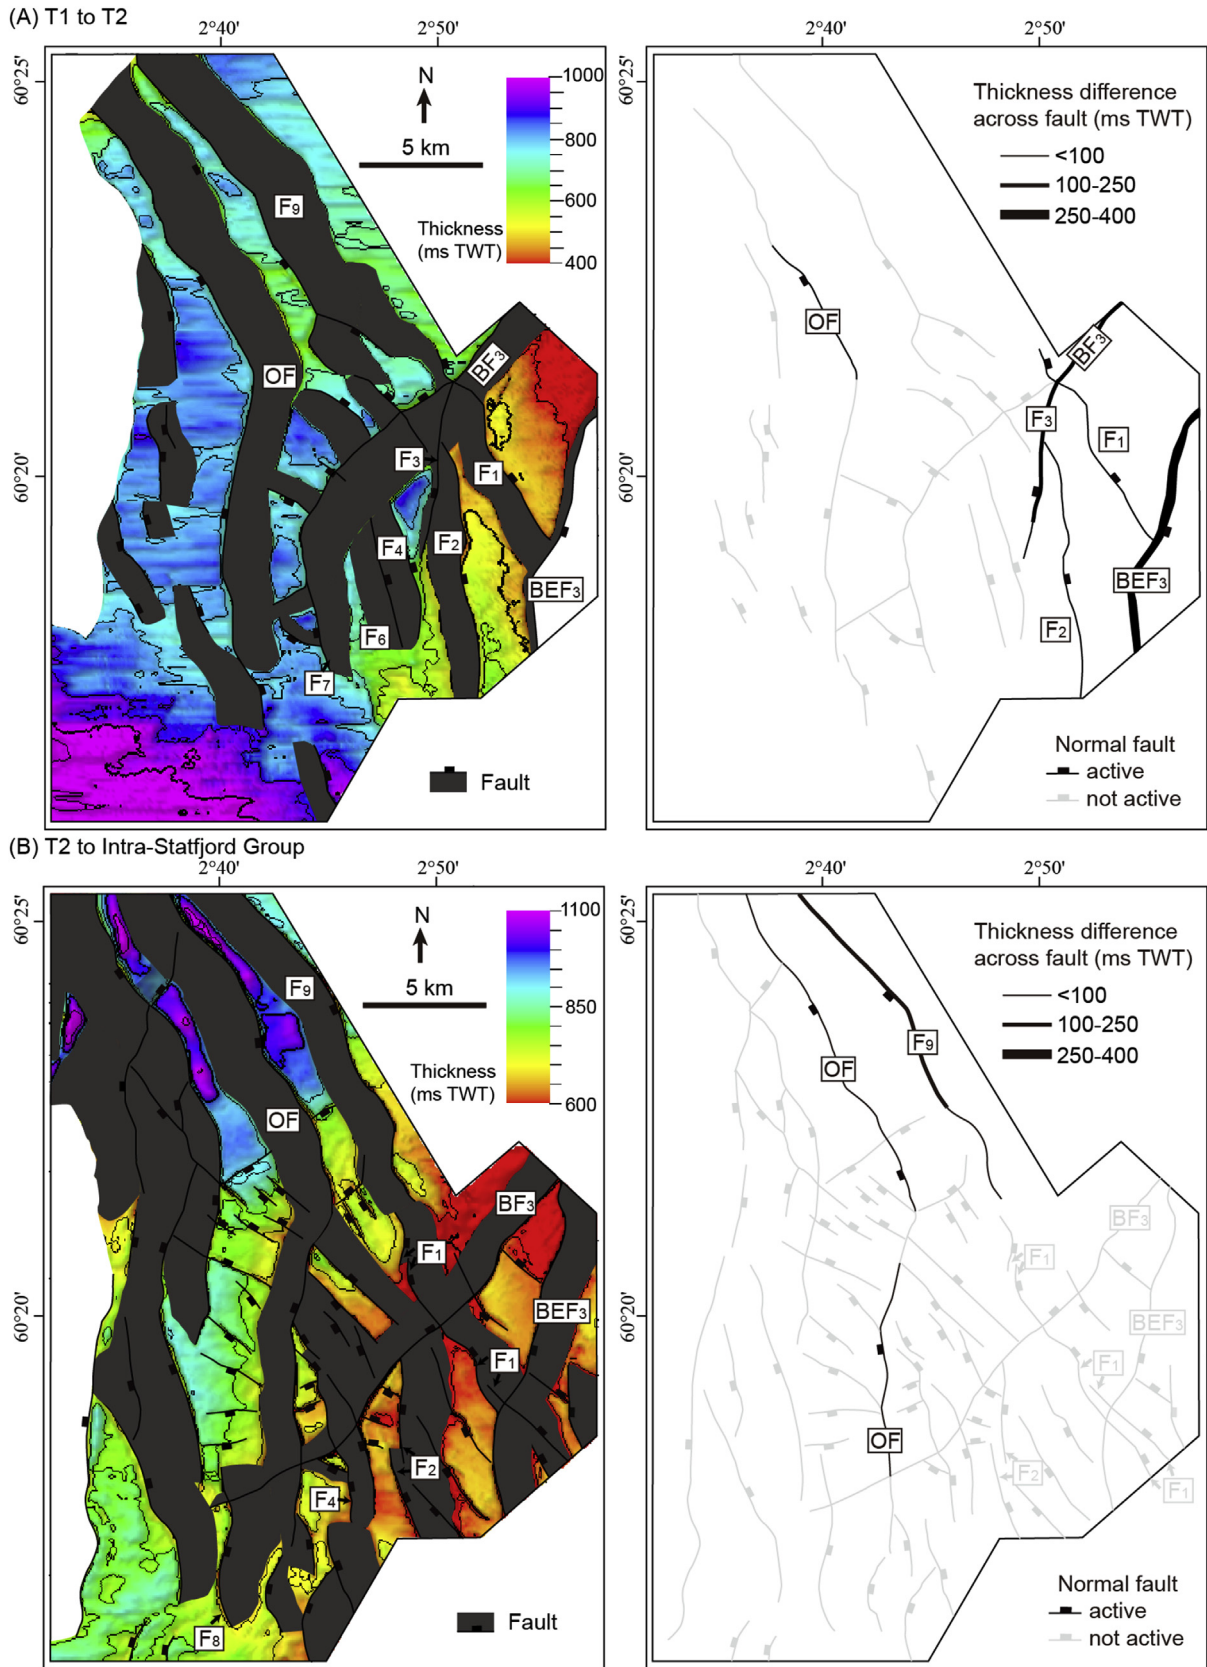 (A) T1 to T2
2°40'
2°50'
2°40'
2°50'
60°25'
60°20'
N
5 km
Thickness
(ms TWT)
1000
800
600
400
F9
OF
BF3
F3
F1
F4
F2
BEF3
F6
F7
Fault
60°25'
60°20'
Thickness difference
across fault (ms TWT)
<100
100-250
250-400
OF
BF3
F3
F1
BEF3
F2
Normal fault
active
not active
(B) T2 to Intra-Statfjord Group
2°40'
2°50'
2°40'
2°50'
60°25'
60°20'
N
5 km
Thickness
(ms TWT)
1100
850
600
F9
OF
BF3
F1
BEF3
F1
F2
F4
F8
Fault
60°25'
60°20'
Thickness difference
across fault (ms TWT)
<100
100-250
250-400
F9
OF
BF3
F1
BEF3
F1
OF
F2
F1
Normal fault
active
not active